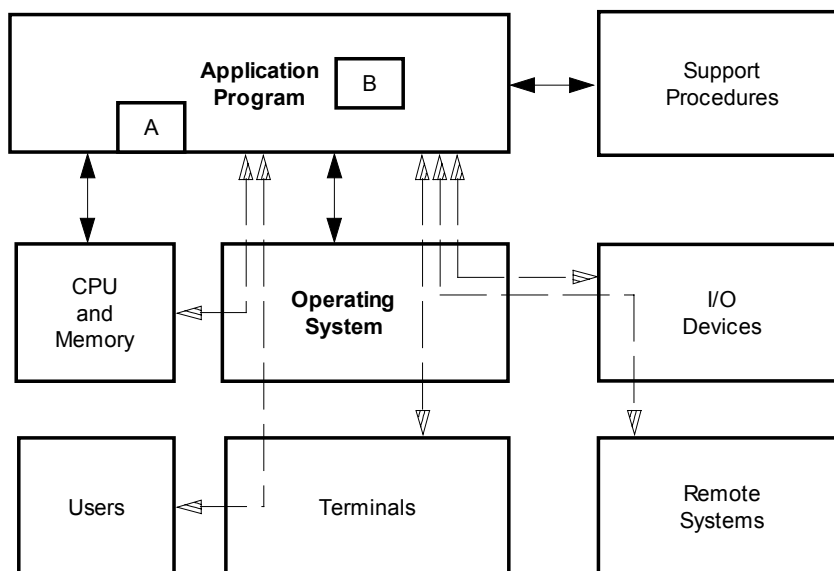 Application
Program
B
A
Support
Procedures
CPU
and
Memory
Operating
System
I/O
Devices
Users
Terminals
Remote
Systems